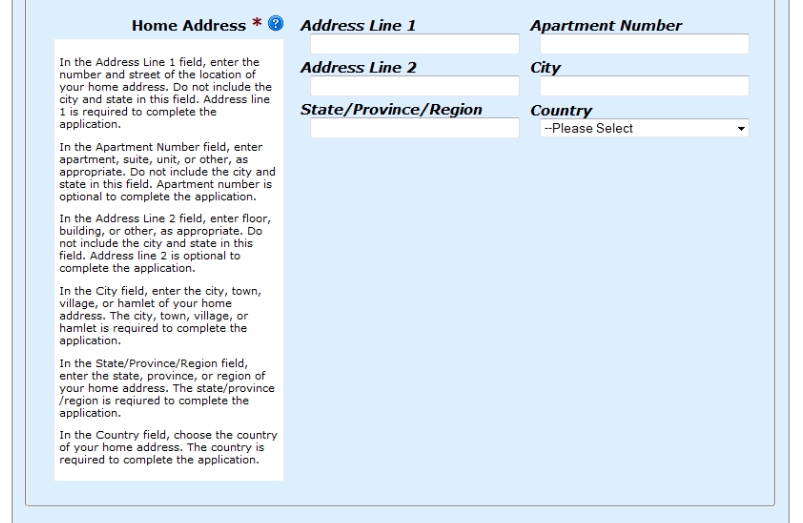 Home Address * ?
Address Line 1
Apartment Number
Address Line 2
City
State/Province/Region
Country
--Please Select
In the Address Line 1 field, enter the
number and street of the location of
your home address. Do not include the
city and state in this field. Address line
1 is required to complete the
application.
In the Apartment Number field, enter
apartment, suite, unit, or other, as
appropriate. Do not include the city and
state in this field. Apartment number is
optional to complete the application.
In the Address Line 2 field, enter floor,
building, or other, as appropriate. Do
not include the city and state in this
field. Address line 2 is optional to
complete the application.
In the City field, enter the city, town,
village, or hamlet of your home
address. The city, town, village, or
hamlet is required to complete the
application.
In the State/Province/Region field,
enter the state, province, or region of
your home address. The state/province
/region is reqiured to complete the
application.
In the Country field, choose the country
of your home address. The country is
required to complete the application.